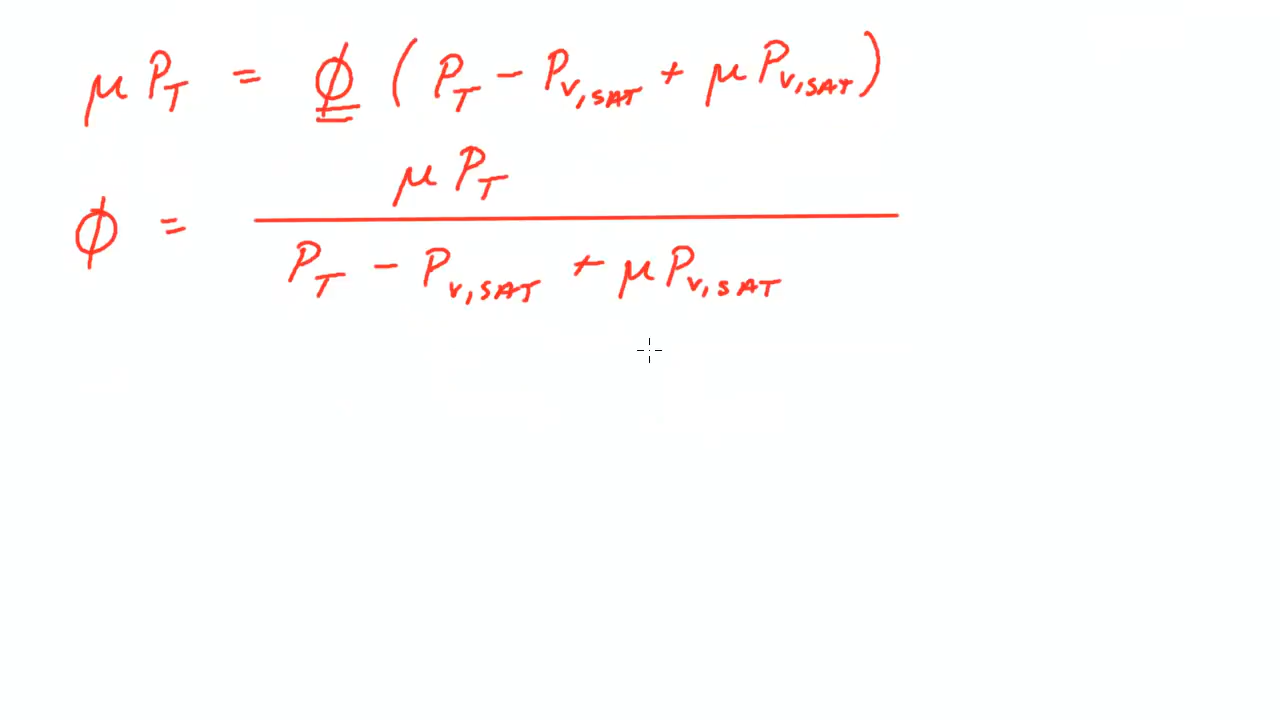 μ P_T = ϕ ( P_T − P_V,SAT + μ P_V,SAT )
μ P_T
ϕ =
P_T − P_V,SAT + μ P_V,SAT